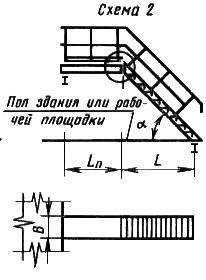 Схема 2
I
Пол здания или рабо-
чей площадки
α
I
Lп
L
В